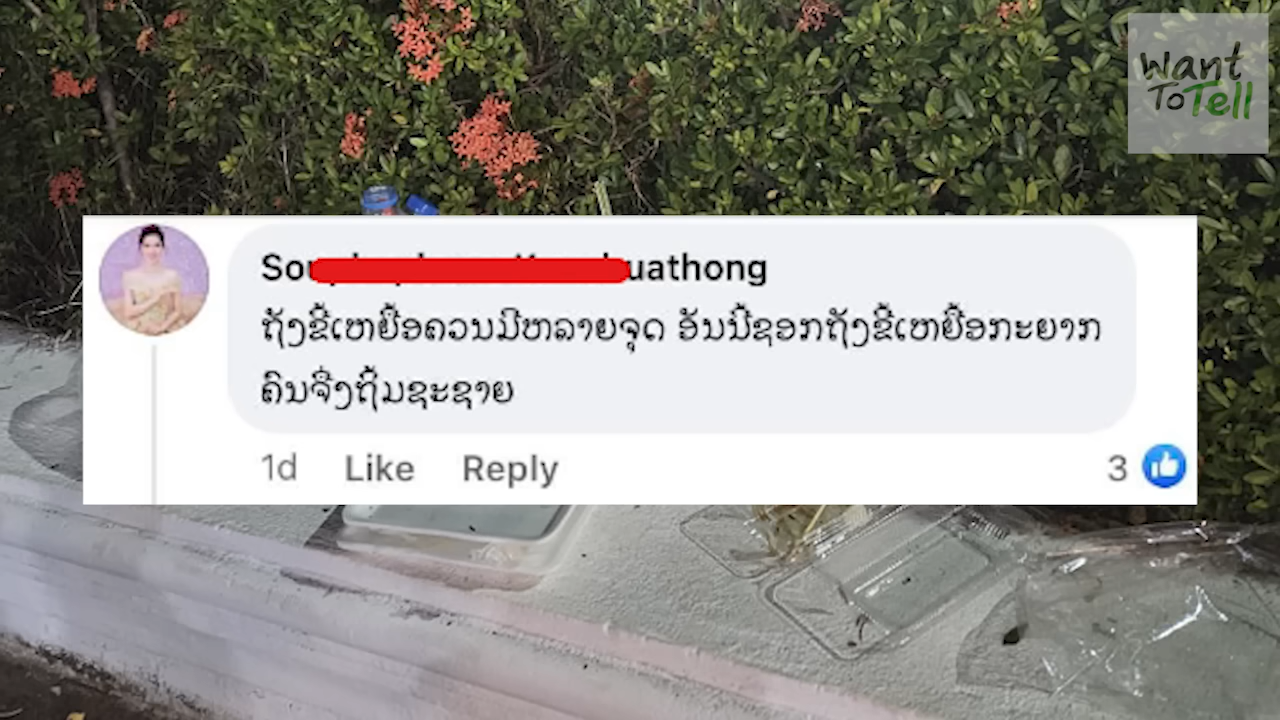 Want
To Tell
Sou uathong
ຖັງຂີ້ເຫຍື້ອຄວນມີຫລາຍຈຸດ ອັນນີ້ຊອກຖັງຂີ້ເຫຍື້ອກະຍາກ
ຄົນຈື່ງຖິ້ມຊະຊາຍ
1d Like Reply 3